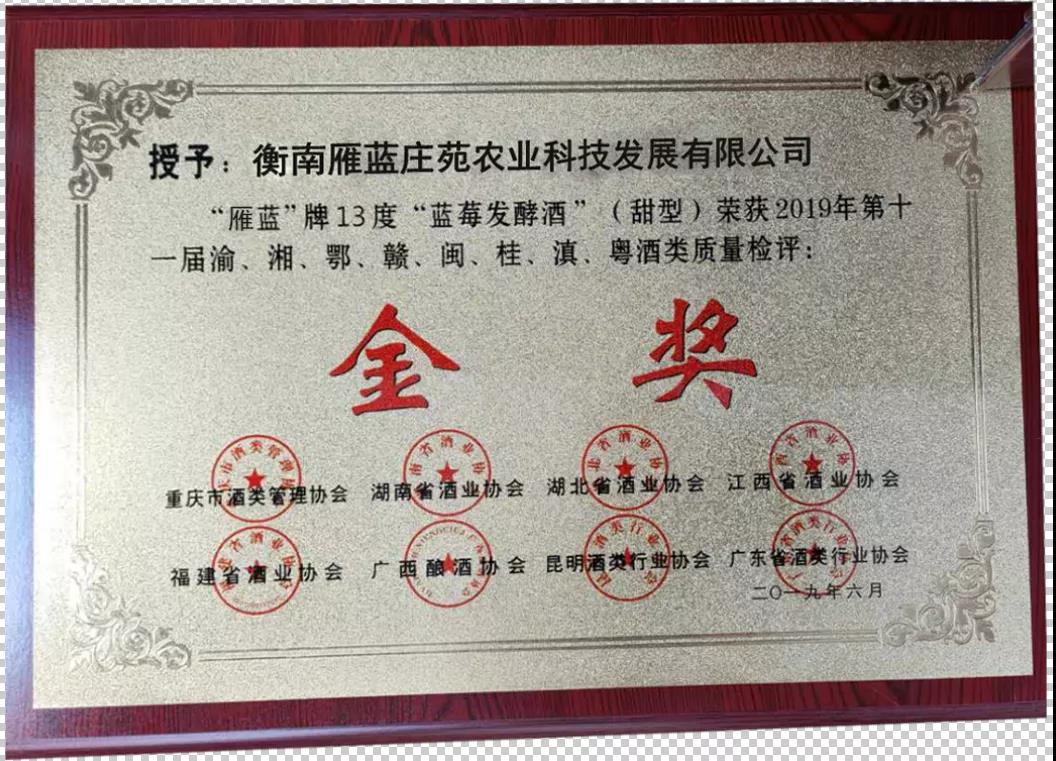 授予：衡南雁蓝庄苑农业科技发展有限公司
“雁蓝”牌13度“蓝莓发酵酒”（甜型）荣获2019年第十
一届渝、湘、鄂、赣、闽、桂、滇、粤酒类质量检评：
金 奖
重庆市酒类管理协会 湖南省酒业协会 湖北省酒业协会 江西省酒业协会
福建省酒业协会 广西酿酒协会 昆明酒类行业协会 广东省酒类行业协会
二〇一九年六月